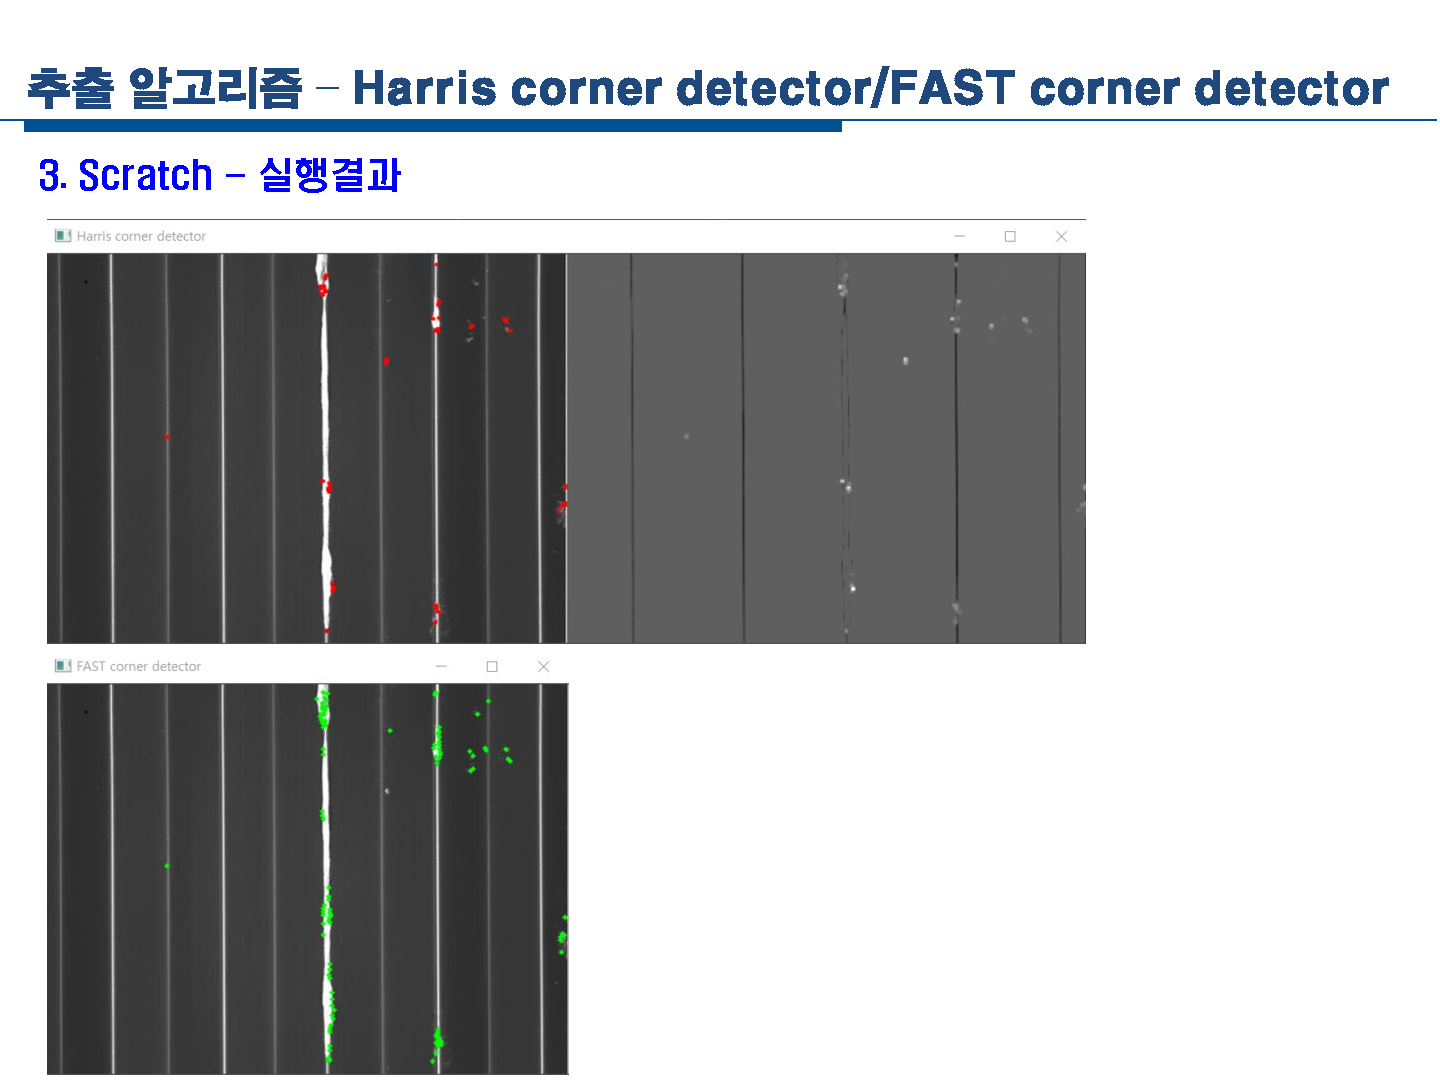 추출 알고리즘 – Harris corner detector/FAST corner detector
3. Scratch – 실행결과
Harris corner detector
FAST corner detector